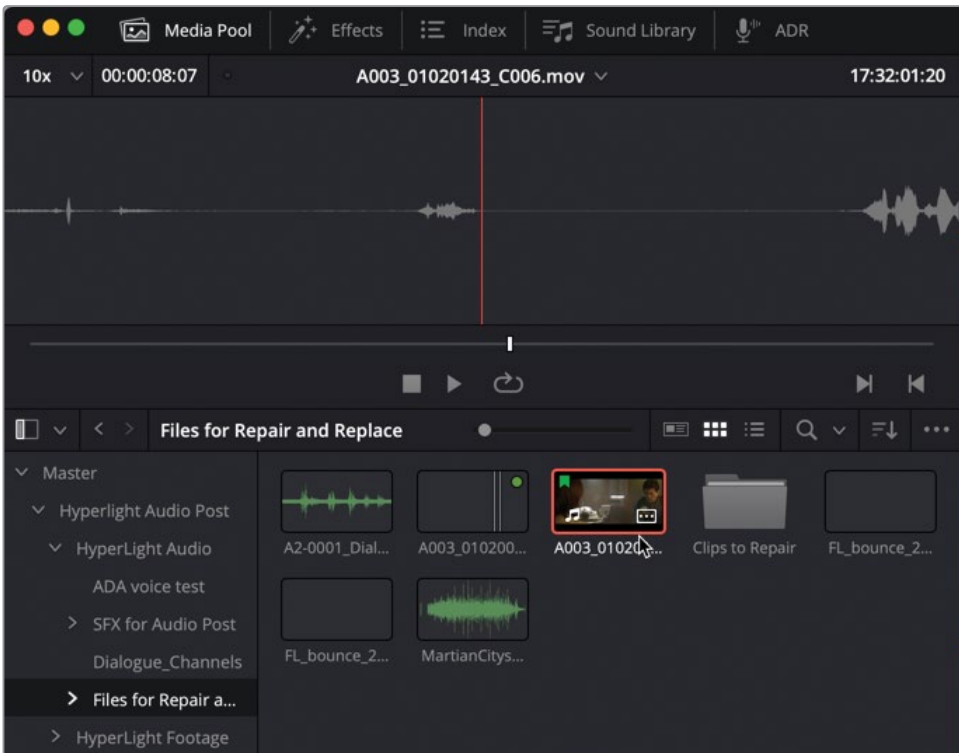 Media Pool Effects Index Sound Library ADR
10x 00:00:08:07 A003_01020143_C006.mov 17:32:01:20
Files for Repair and Replace
Master
Hyperlight Audio Post
HyperLight Audio
ADA voice test
SFX for Audio Post
Dialogue_Channels
Files for Repair a...
HyperLight Footage
A2-0001_Dial... A003_010200... A003_0102... Clips to Repair FL_bounce_2...
FL_bounce_2... MartianCitys...